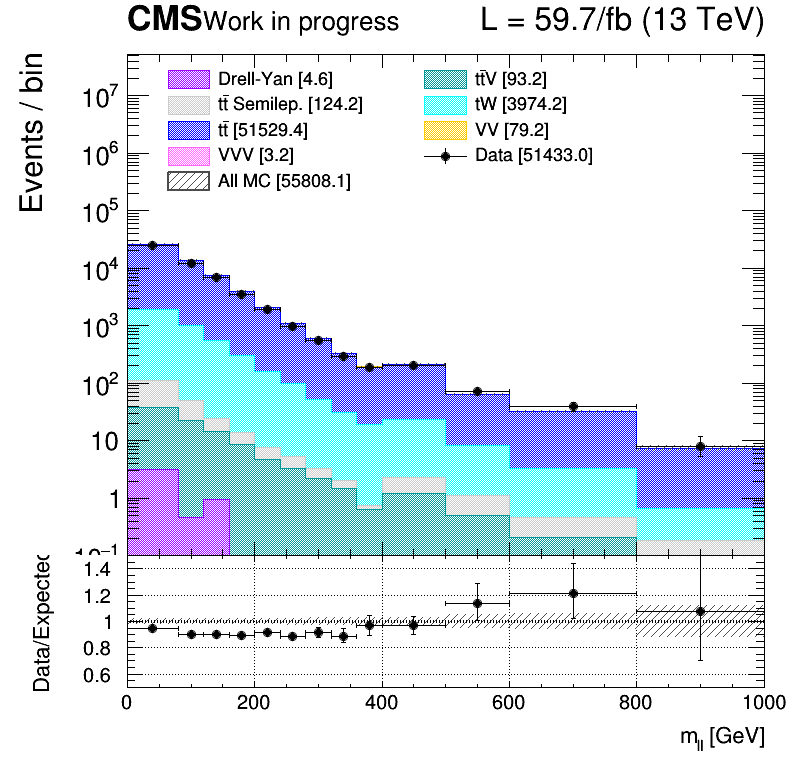 CMS Work in progress L = 59.7/fb (13 TeV)
Events / bin
Drell-Yan [4.6]
tt̄ Semilep. [124.2]
tt̄ [51529.4]
VVV [3.2]
All MC [55808.1]
tt̄V [93.2]
tW [3974.2]
VV [79.2]
Data [51433.0]
10⁷
10⁶
10⁵
10⁴
10³
10²
10
1
10⁻¹
Data/Expected
1.4
1.2
1
0.8
0.6
0 200 400 600 800 1000
m_ll [GeV]